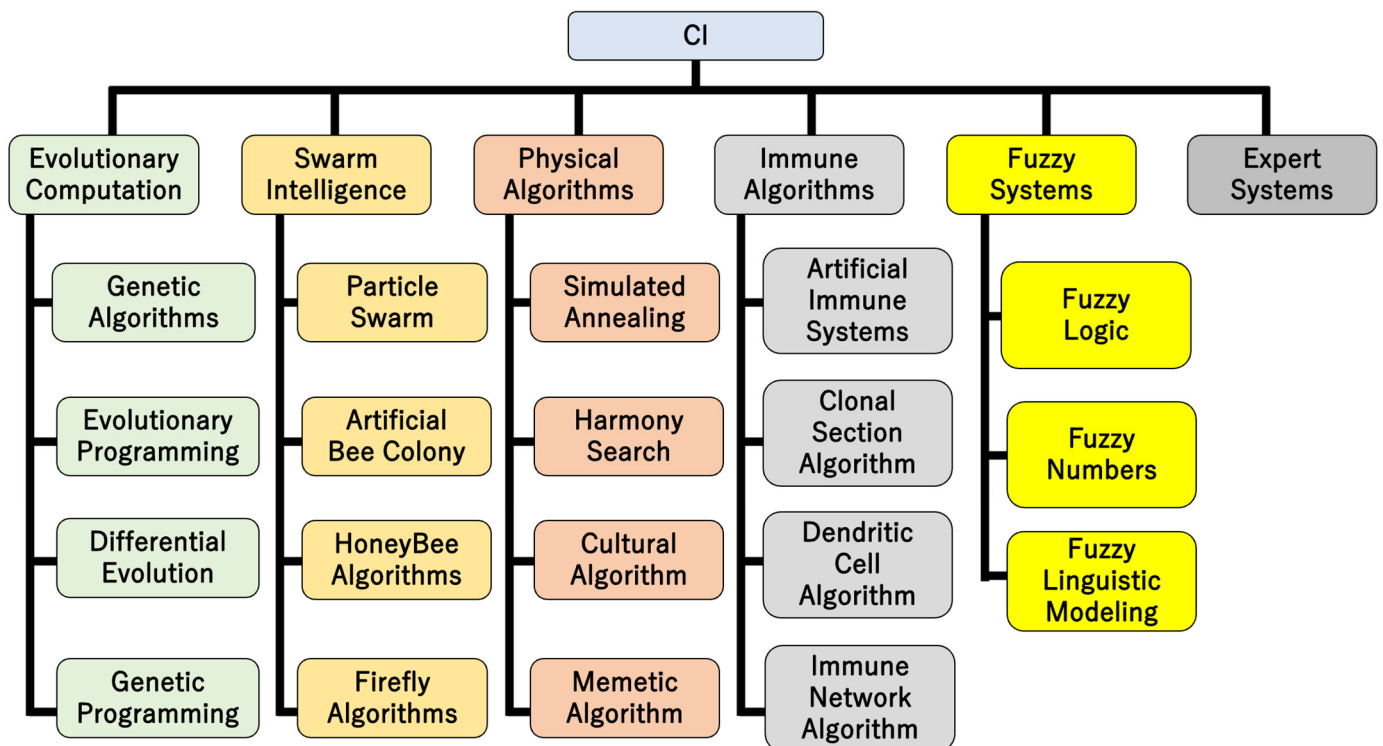 CI
Evolutionary
Computation
Swarm
Intelligence
Physical
Algorithms
Immune
Algorithms
Fuzzy
Systems
Expert
Systems
Genetic
Algorithms
Evolutionary
Programming
Differential
Evolution
Genetic
Programming
Particle
Swarm
Artificial
Bee Colony
HoneyBee
Algorithms
Firefly
Algorithms
Simulated
Annealing
Harmony
Search
Cultural
Algorithm
Memetic
Algorithm
Artificial
Immune
Systems
Clonal
Section
Algorithm
Dendritic
Cell
Algorithm
Immune
Network
Algorithm
Fuzzy
Logic
Fuzzy
Numbers
Fuzzy
Linguistic
Modeling